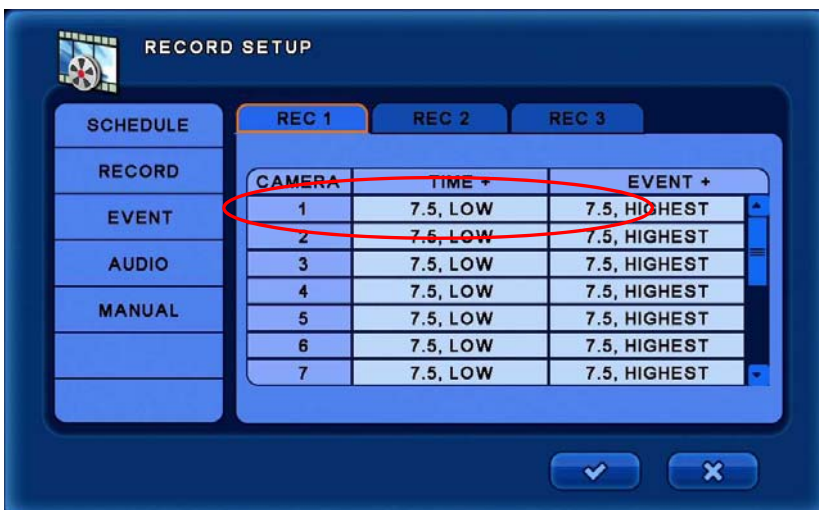 RECORD SETUP
SCHEDULE
RECORD
EVENT
AUDIO
MANUAL
REC 1 REC 2 REC 3
CAMERA TIME + EVENT +
1 7.5, LOW 7.5, HIGHEST
2 7.5, LOW 7.5, HIGHEST
3 7.5, LOW 7.5, HIGHEST
4 7.5, LOW 7.5, HIGHEST
5 7.5, LOW 7.5, HIGHEST
6 7.5, LOW 7.5, HIGHEST
7 7.5, LOW 7.5, HIGHEST